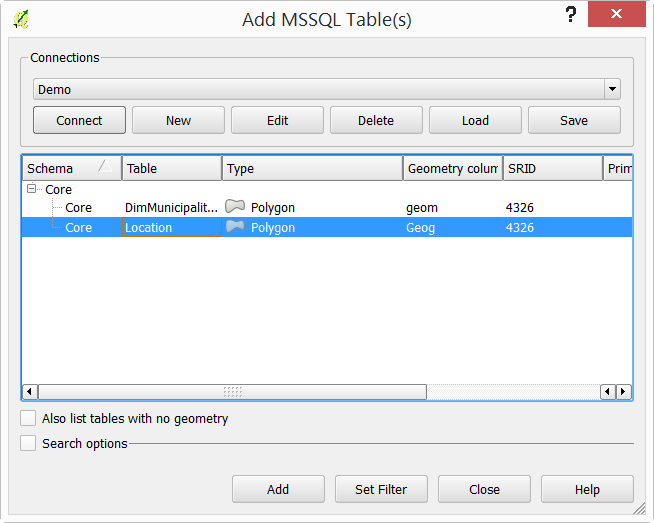 Add MSSQL Table(s)
?
Connections
Demo
Connect New Edit Delete Load Save
Schema Table Type Geometry colum SRID Prim
Core
Core DimMunicipalit... Polygon geom 4326
Core Location Polygon Geog 4326
Also list tables with no geometry
Search options
Add Set Filter Close Help